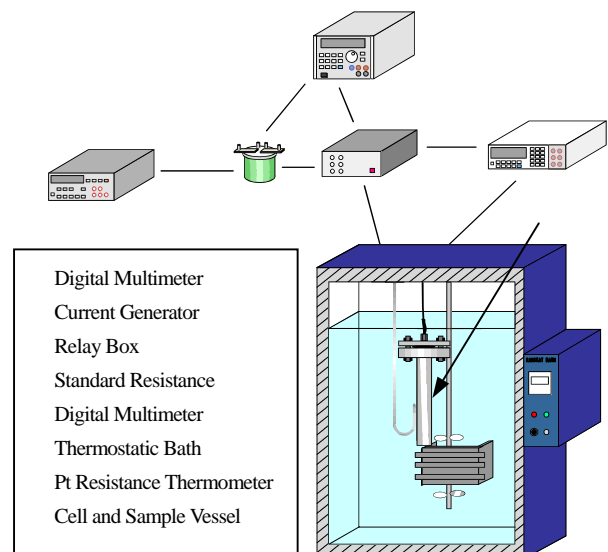 Digital Multimeter
Current Generator
Relay Box
Standard Resistance
Digital Multimeter
Thermostatic Bath
Pt Resistance Thermometer
Cell and Sample Vessel